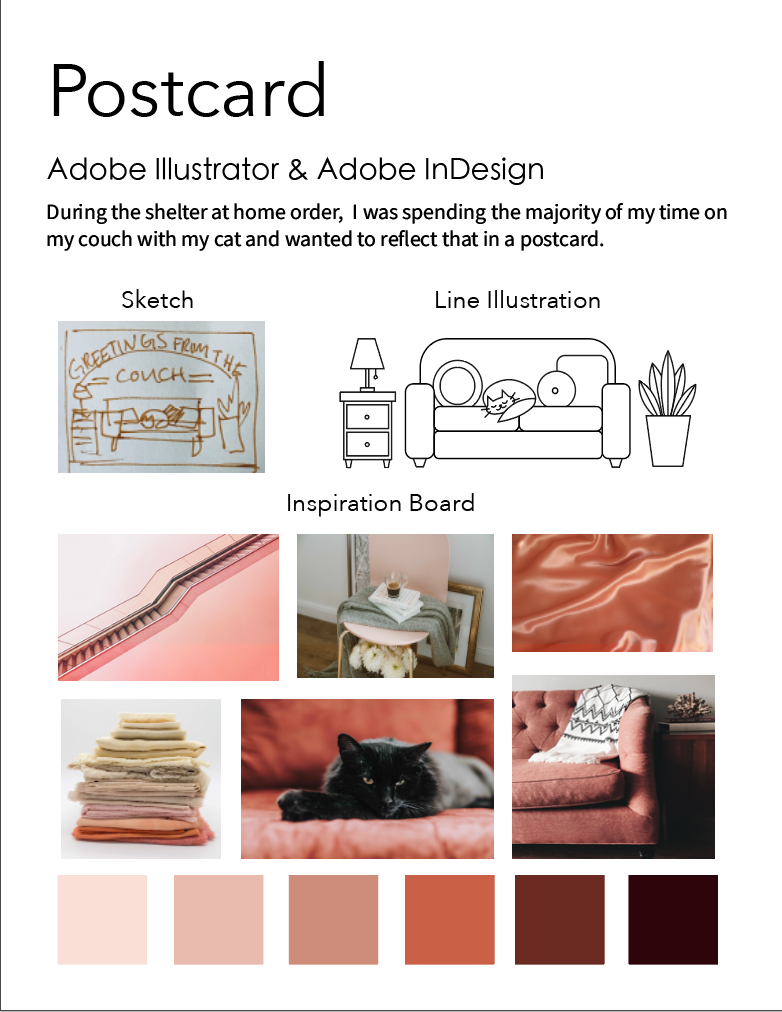 Postcard
Adobe Illustrator & Adobe InDesign
During the shelter at home order,  I was spending the majority of my time on
my couch with my cat and wanted to reflect that in a postcard.
Sketch
Line Illustration
GREETINGS FROM THE
COUCH
Inspiration Board